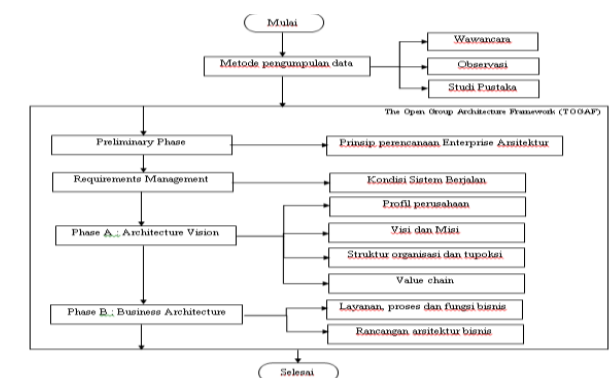 Mulai
Metode pengumpulan data
Wawancara
Observasi
Studi Pustaka
The Open Group Architecture Framework (TOGAF)
Preliminary Phase
Prinsip perencanaan Enterprise Arsitektur
Requirements Management
Kondisi Sistem Berjalan
Profil perusahaan
Phase A : Architecture Vision
Visi dan Misi
Struktur organisasi dan tupoksi
Value chain
Phase B : Business Architecture
Layanan, proses dan fungsi bisnis
Rancangan arsitektur bisnis
Selesai